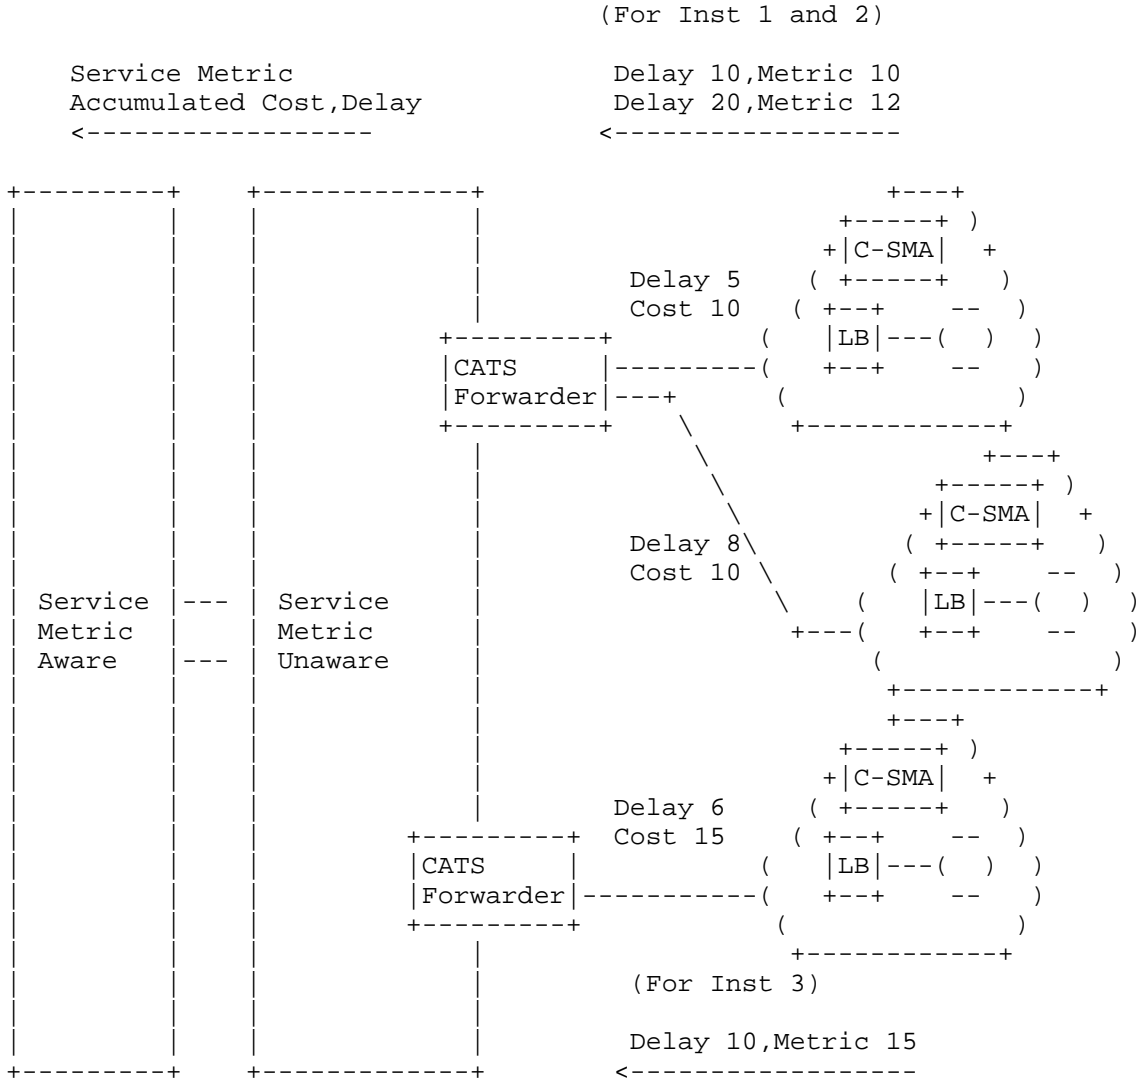 (For Inst 1 and 2)
Service Metric Delay 10,Metric 10
Accumulated Cost,Delay Delay 20,Metric 12
C-SMA
Delay 5
Cost 10
LB
CATS
Forwarder
C-SMA
Delay 8
Cost 10
Service Service LB
Metric Metric
Aware Unaware
C-SMA
Delay 6
Cost 15
CATS LB
Forwarder
(For Inst 3)
Delay 10,Metric 15